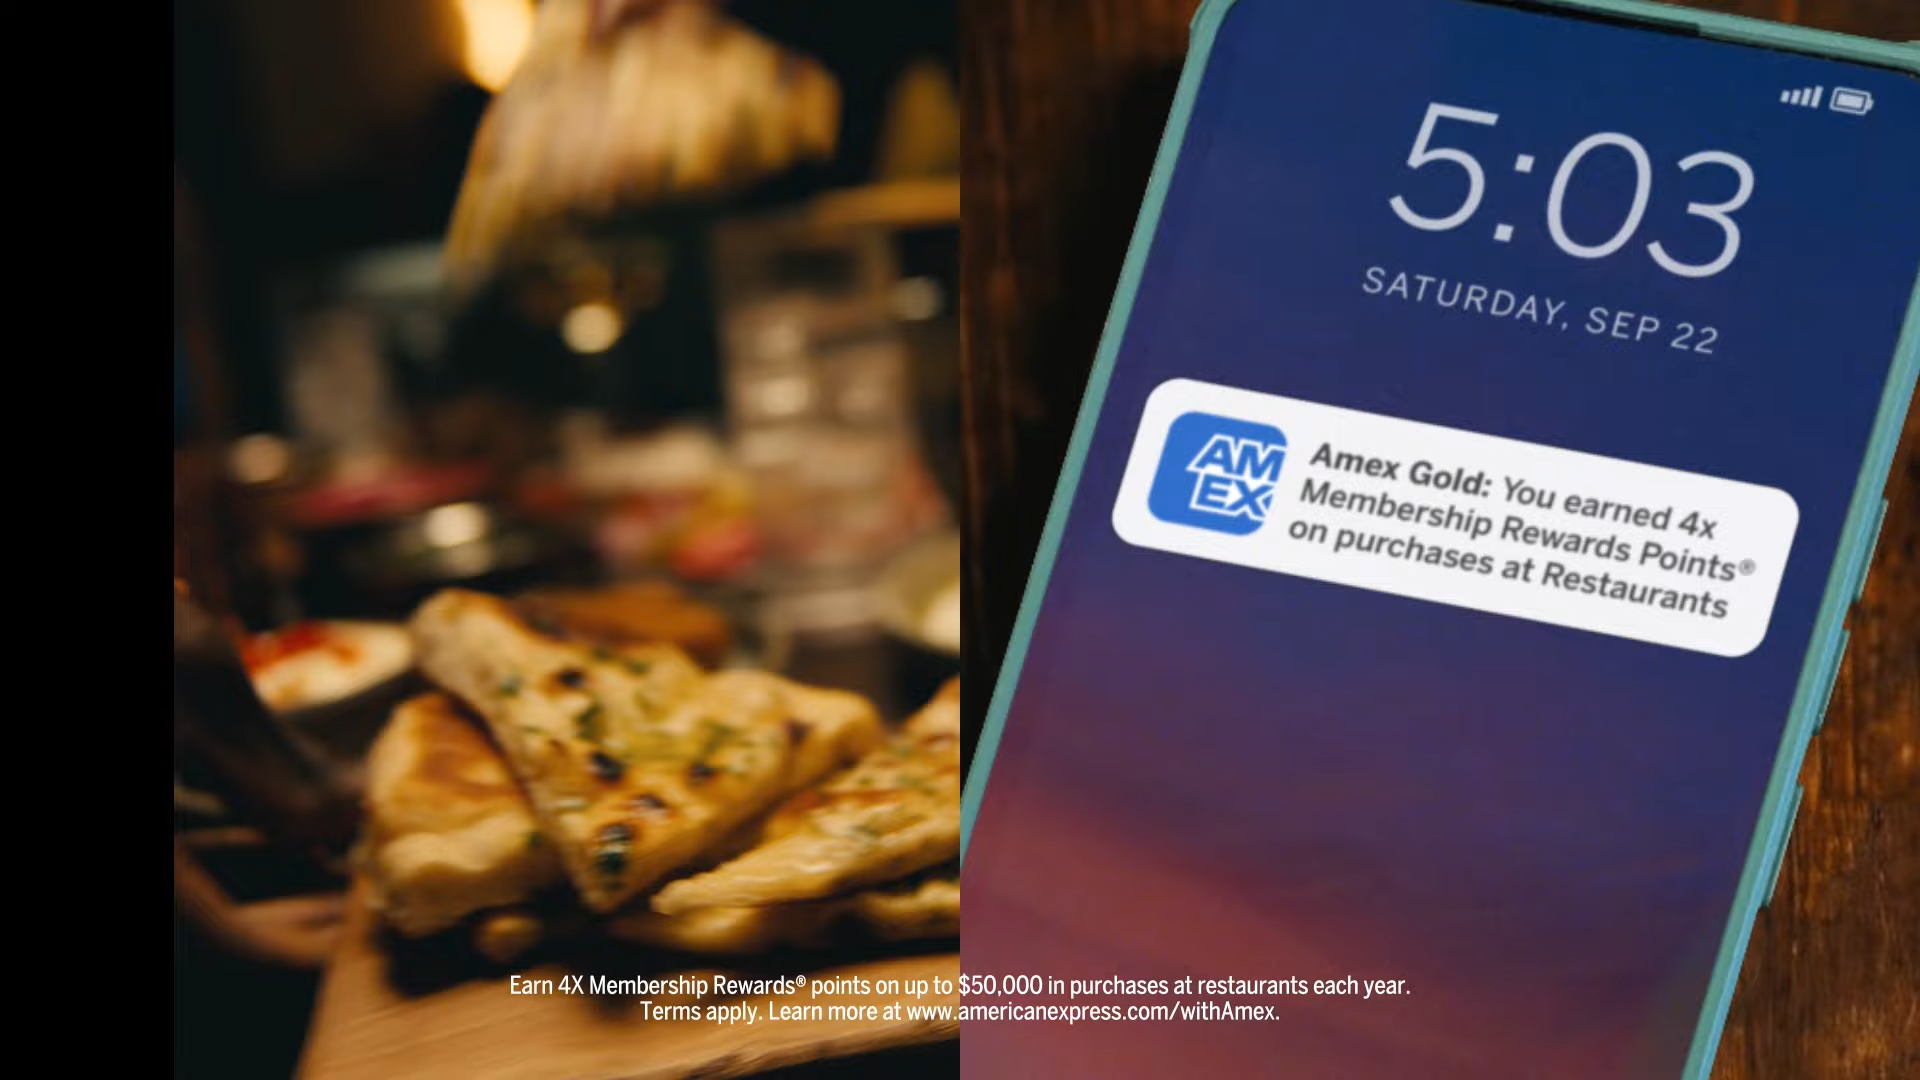 5:03
SATURDAY, SEP 22
AM
EX
Amex Gold: You earned 4x
Membership Rewards Points®
on purchases at Restaurants
Earn 4X Membership Rewards® points on up to $50,000 in purchases at restaurants each year.
Terms apply. Learn more at www.americanexpress.com/withAmex.